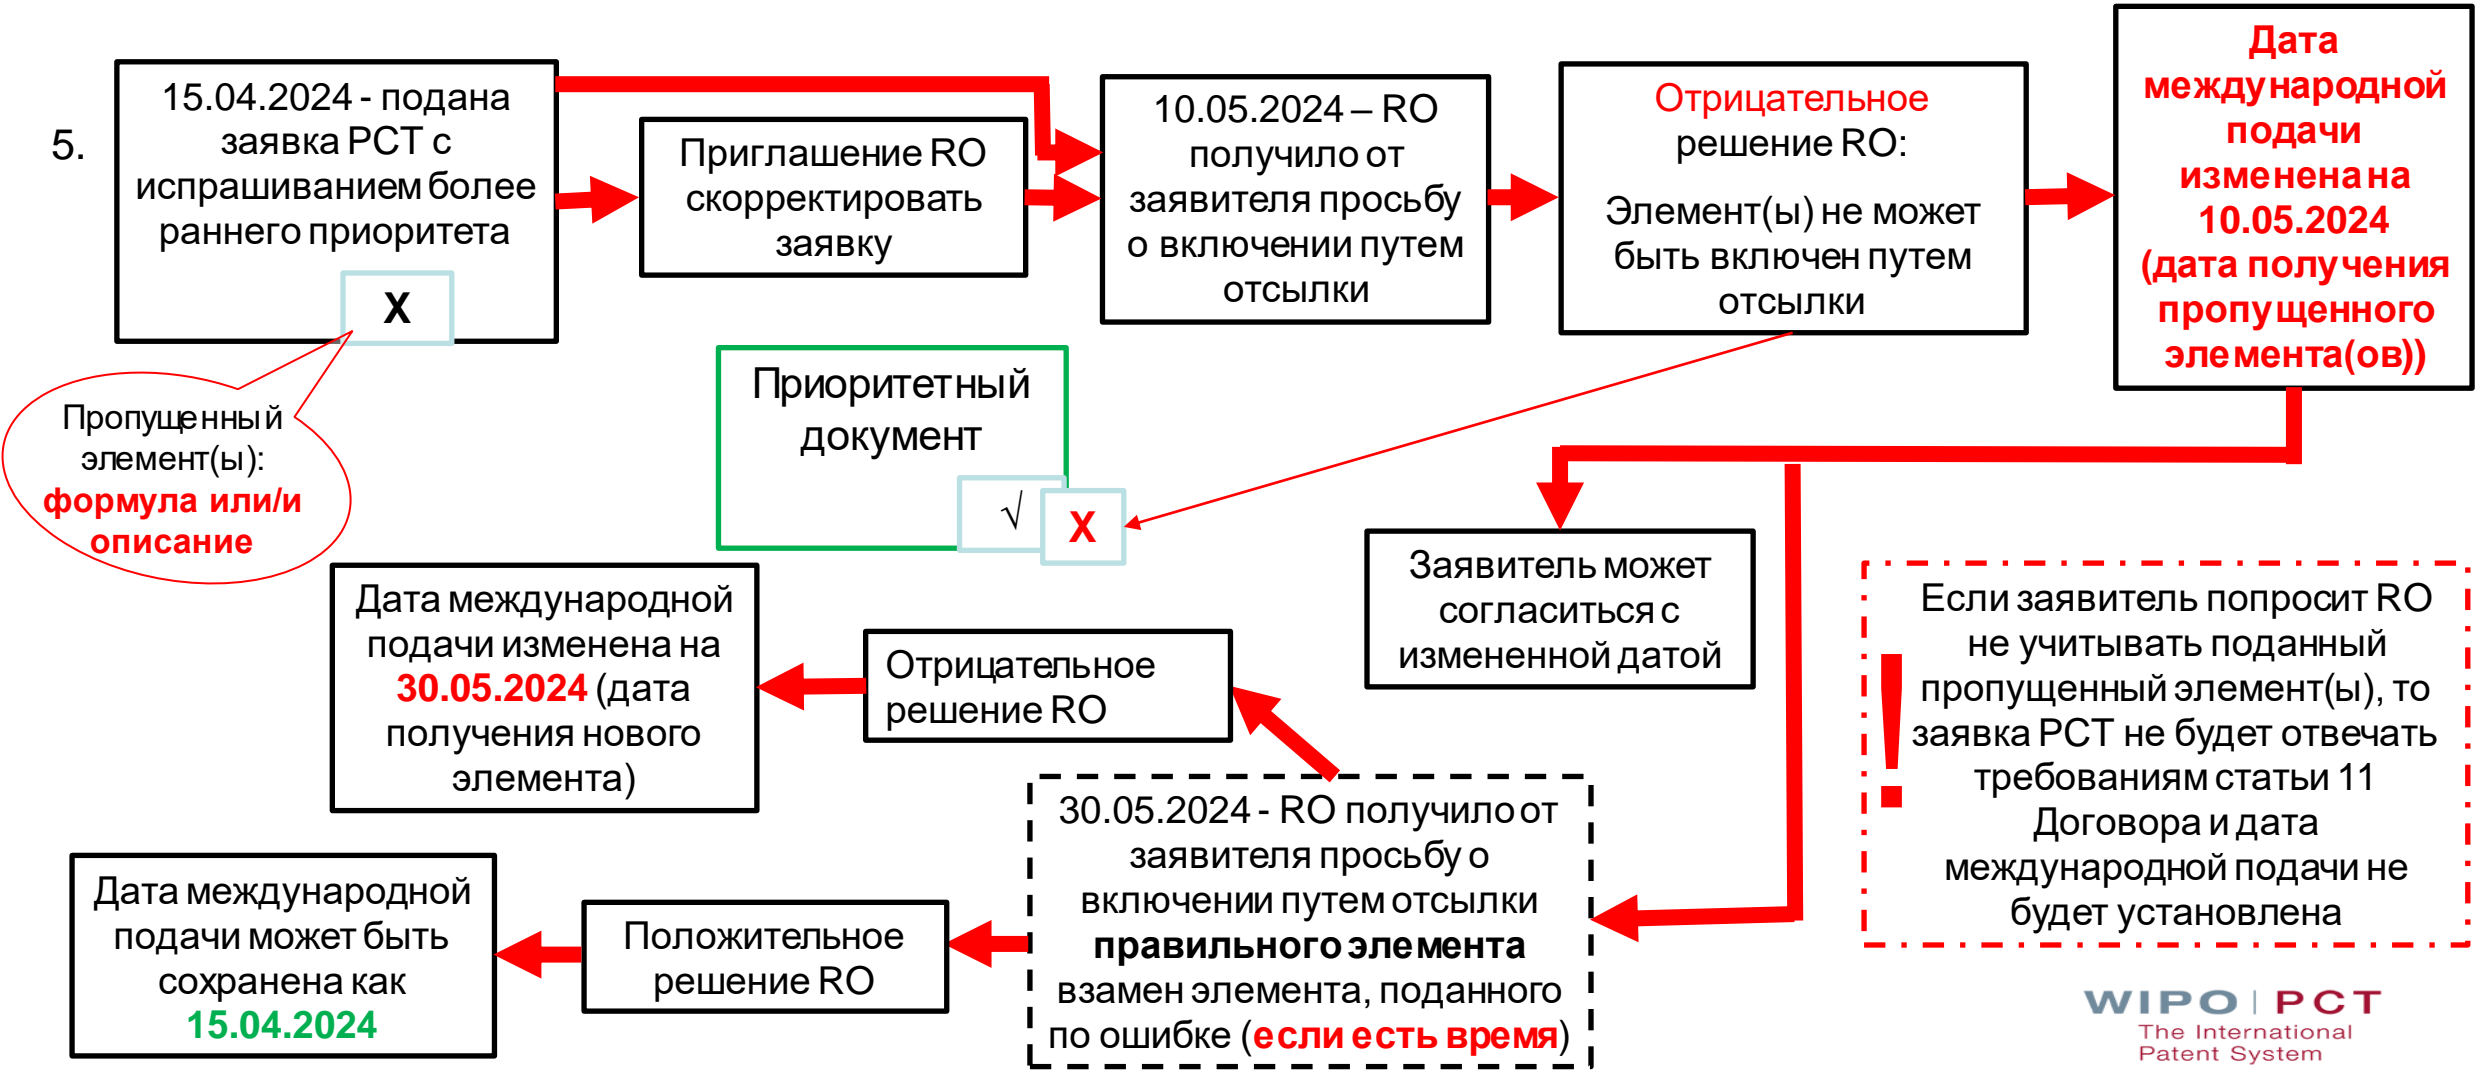 5.
15.04.2024 - подана
заявка PCT с
испрашиванием более
раннего приоритета
X
Приглашение RO
скорректировать
заявку
10.05.2024 – RO
получило от
заявителя просьбу
о включении путем
отсылки
Отрицательное
решение RO:
Элемент(ы) не может
быть включен путем
отсылки
Дата
международной
подачи
изменена на
10.05.2024
(дата получения
пропущенного
элемента(ов))
Пропущенный
элемент(ы):
формула или/и
описание
Приоритетный
документ
√
X
Заявитель может
согласиться с
измененной датой
!
Если заявитель попросит RO
не учитывать поданный
пропущенный элемент(ы), то
заявка PCT не будет отвечать
требованиям статьи 11
Договора и дата
международной подачи не
будет установлена
Дата международной
подачи изменена на
30.05.2024 (дата
получения нового
элемента)
Отрицательное
решение RO
30.05.2024 - RO получило от
заявителя просьбу о
включении путем отсылки
правильного элемента
взамен элемента, поданного
по ошибке (если есть время)
Положительное
решение RO
Дата международной
подачи может быть
сохранена как
15.04.2024
WIPO | PCT
The International
Patent System